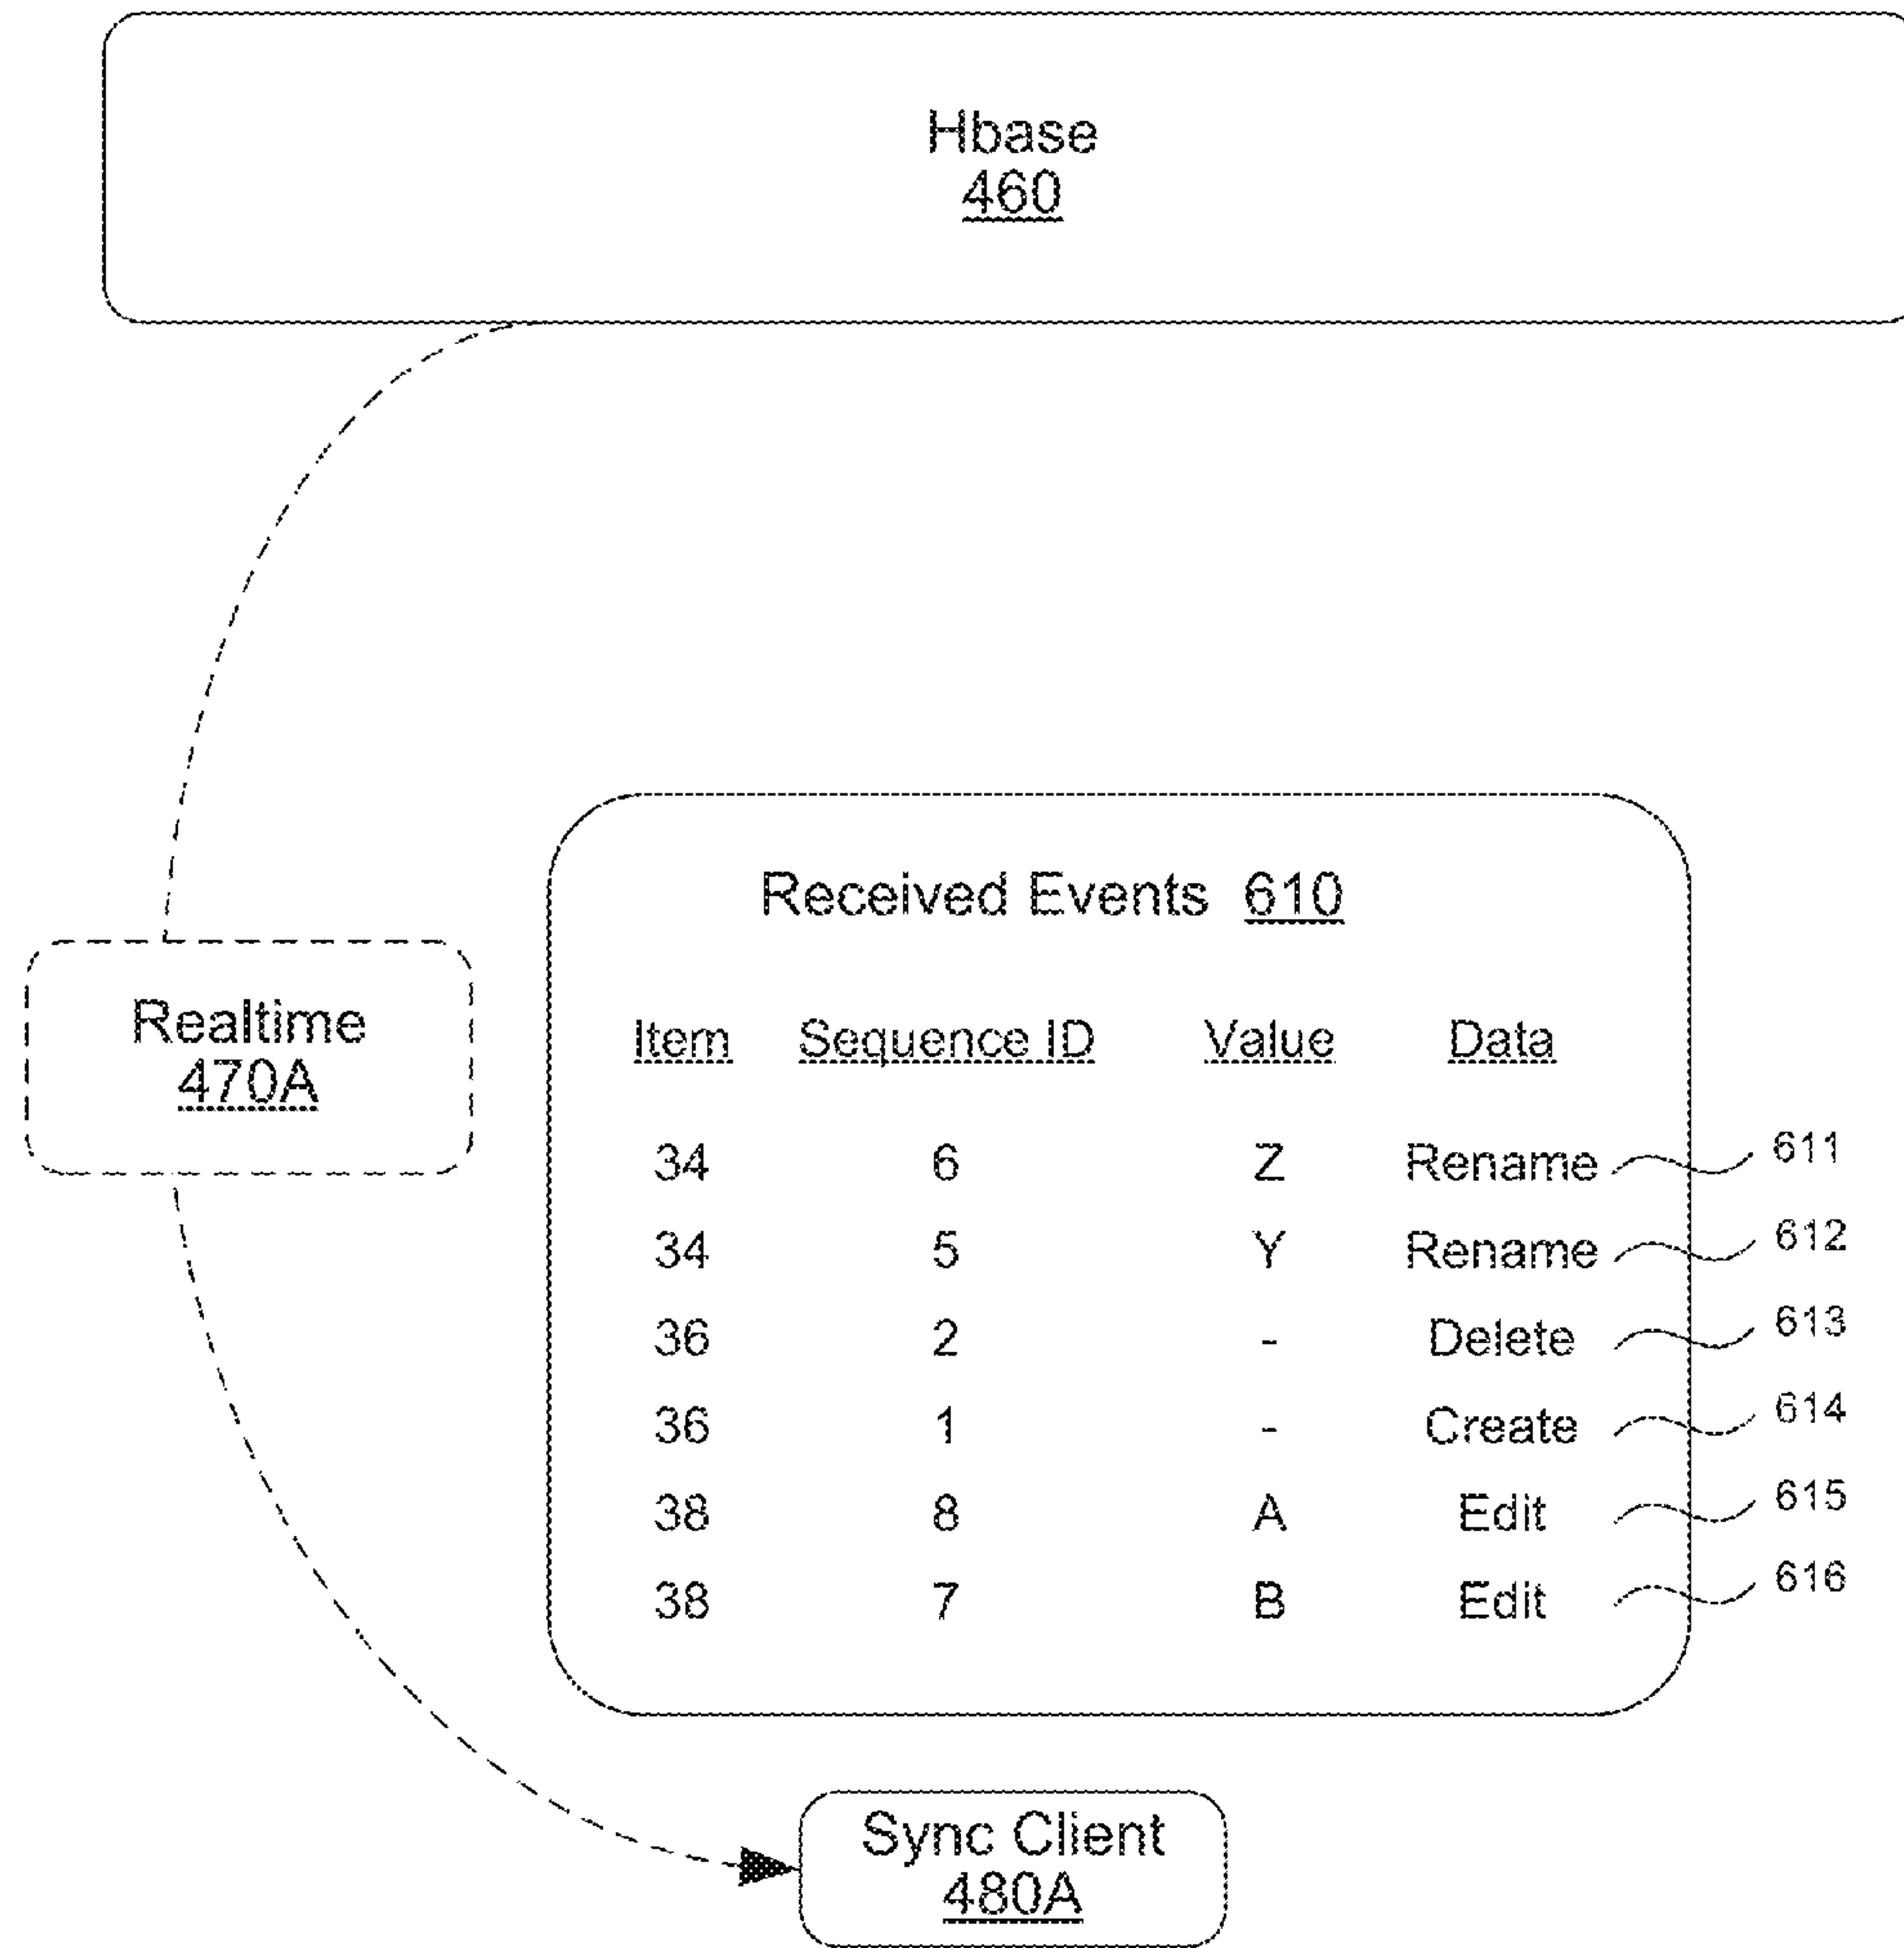 Hbase
460
Received Events 610
Realtime
470A
Item Sequence ID Value Data
34 6 Z Rename 611
34 5 Y Rename 612
36 2 - Delete 613
36 1 - Create 614
38 8 A Edit 615
38 7 B Edit 616
Sync Client
480A